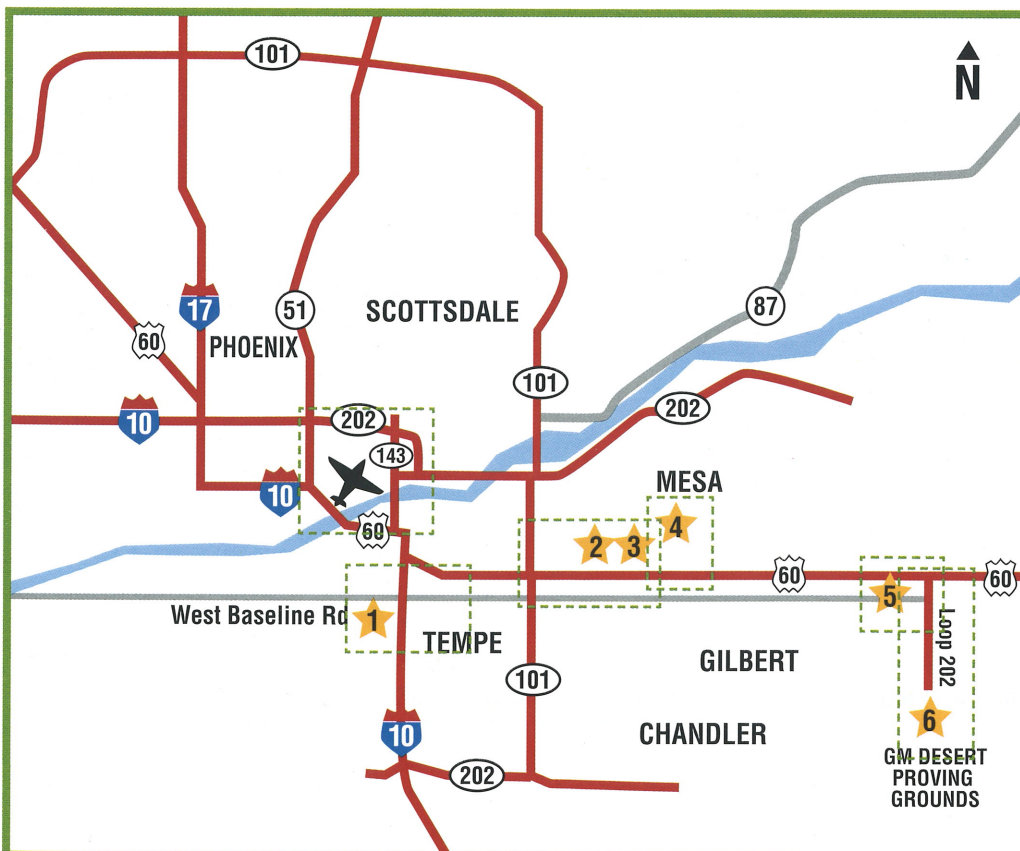 101
N
17
51
SCOTTSDALE
87
60
PHOENIX
101
10
202
202
143
MESA
10
60
4
2
3
60
60
5
West Baseline Rd
1
TEMPE
Loop 202
GILBERT
101
6
10
CHANDLER
GM DESERT
PROVING
GROUNDS
202